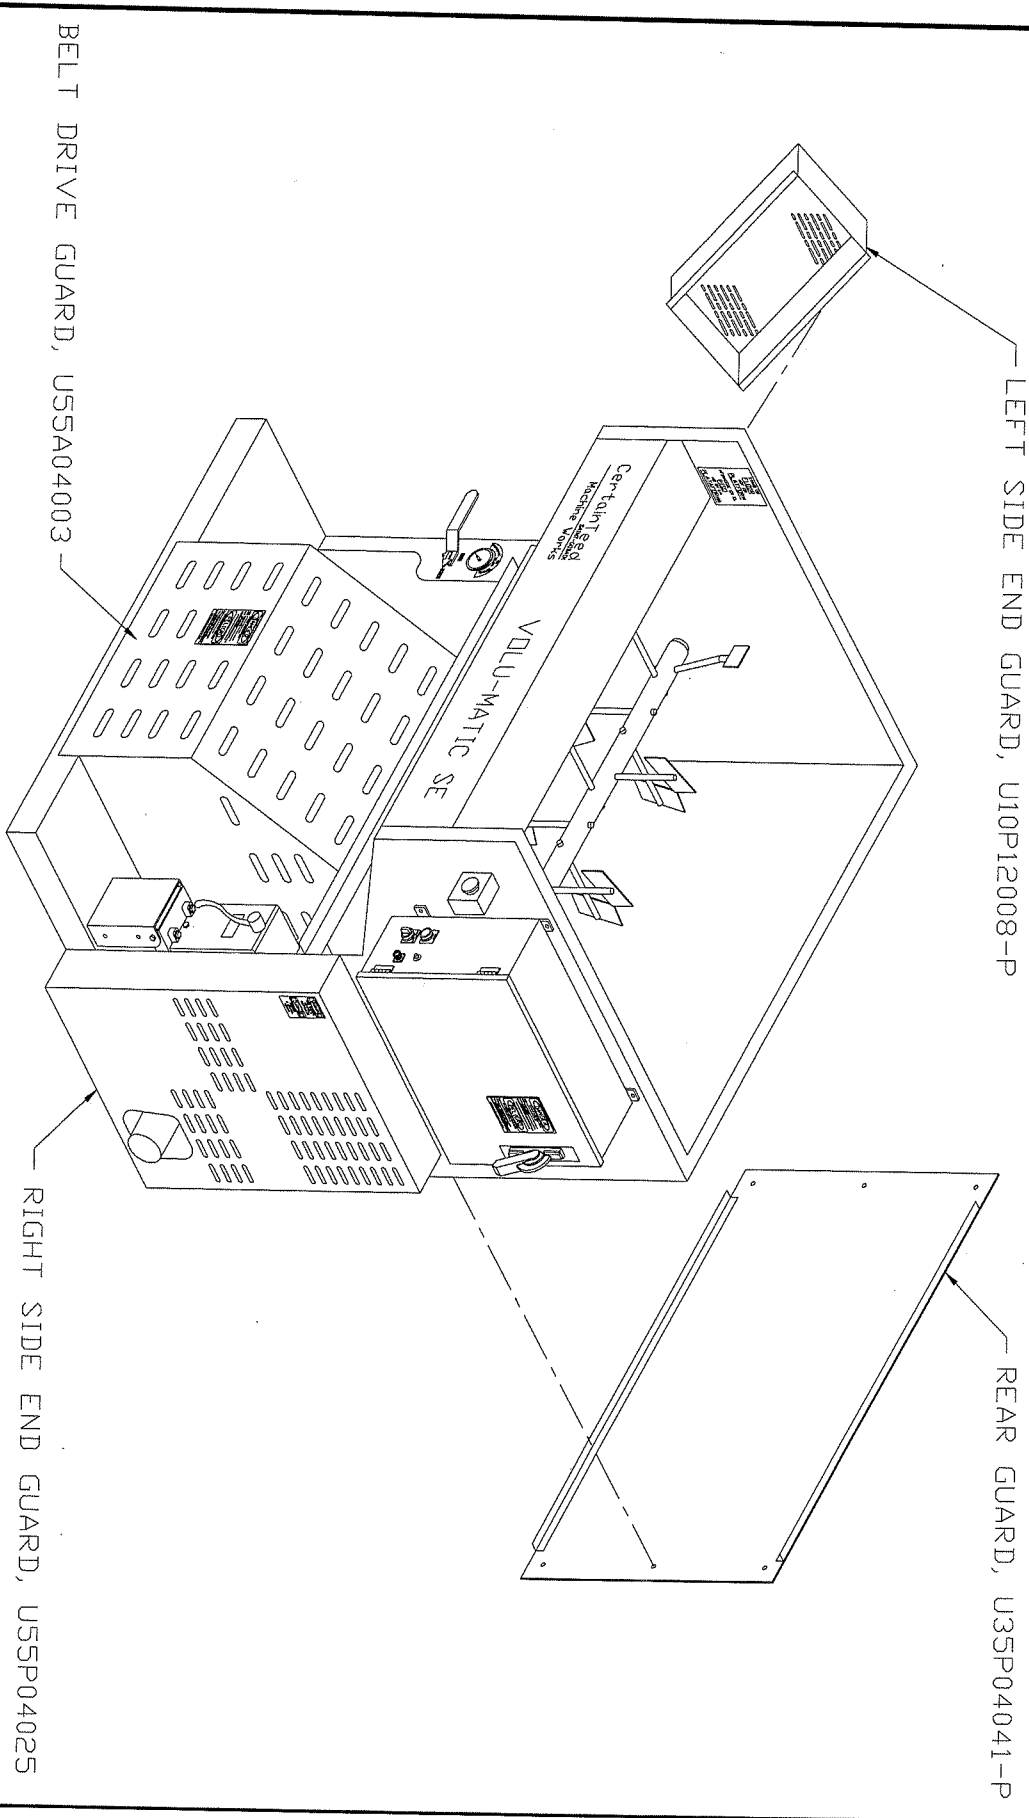 LEFT SIDE END GUARD, U10P12008-P
REAR GUARD, U35P04041-P
CertainTeed
Machine Works
VOLU-MATIC SE
BELT DRIVE GUARD, U55A04003
RIGHT SIDE END GUARD, U55P04025